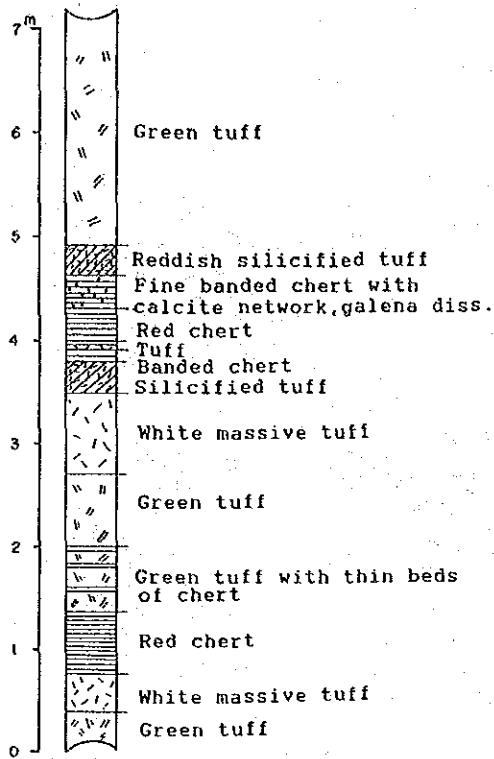 7 m
6
Green tuff
5
Reddish silicified tuff
Fine banded chert with
calcite network,galena diss.
4
Red chert
Tuff
Banded chert
Silicified tuff
3
White massive tuff
Green tuff
2
Green tuff with thin beds
of chert
1
Red chert
White massive tuff
Green tuff
0